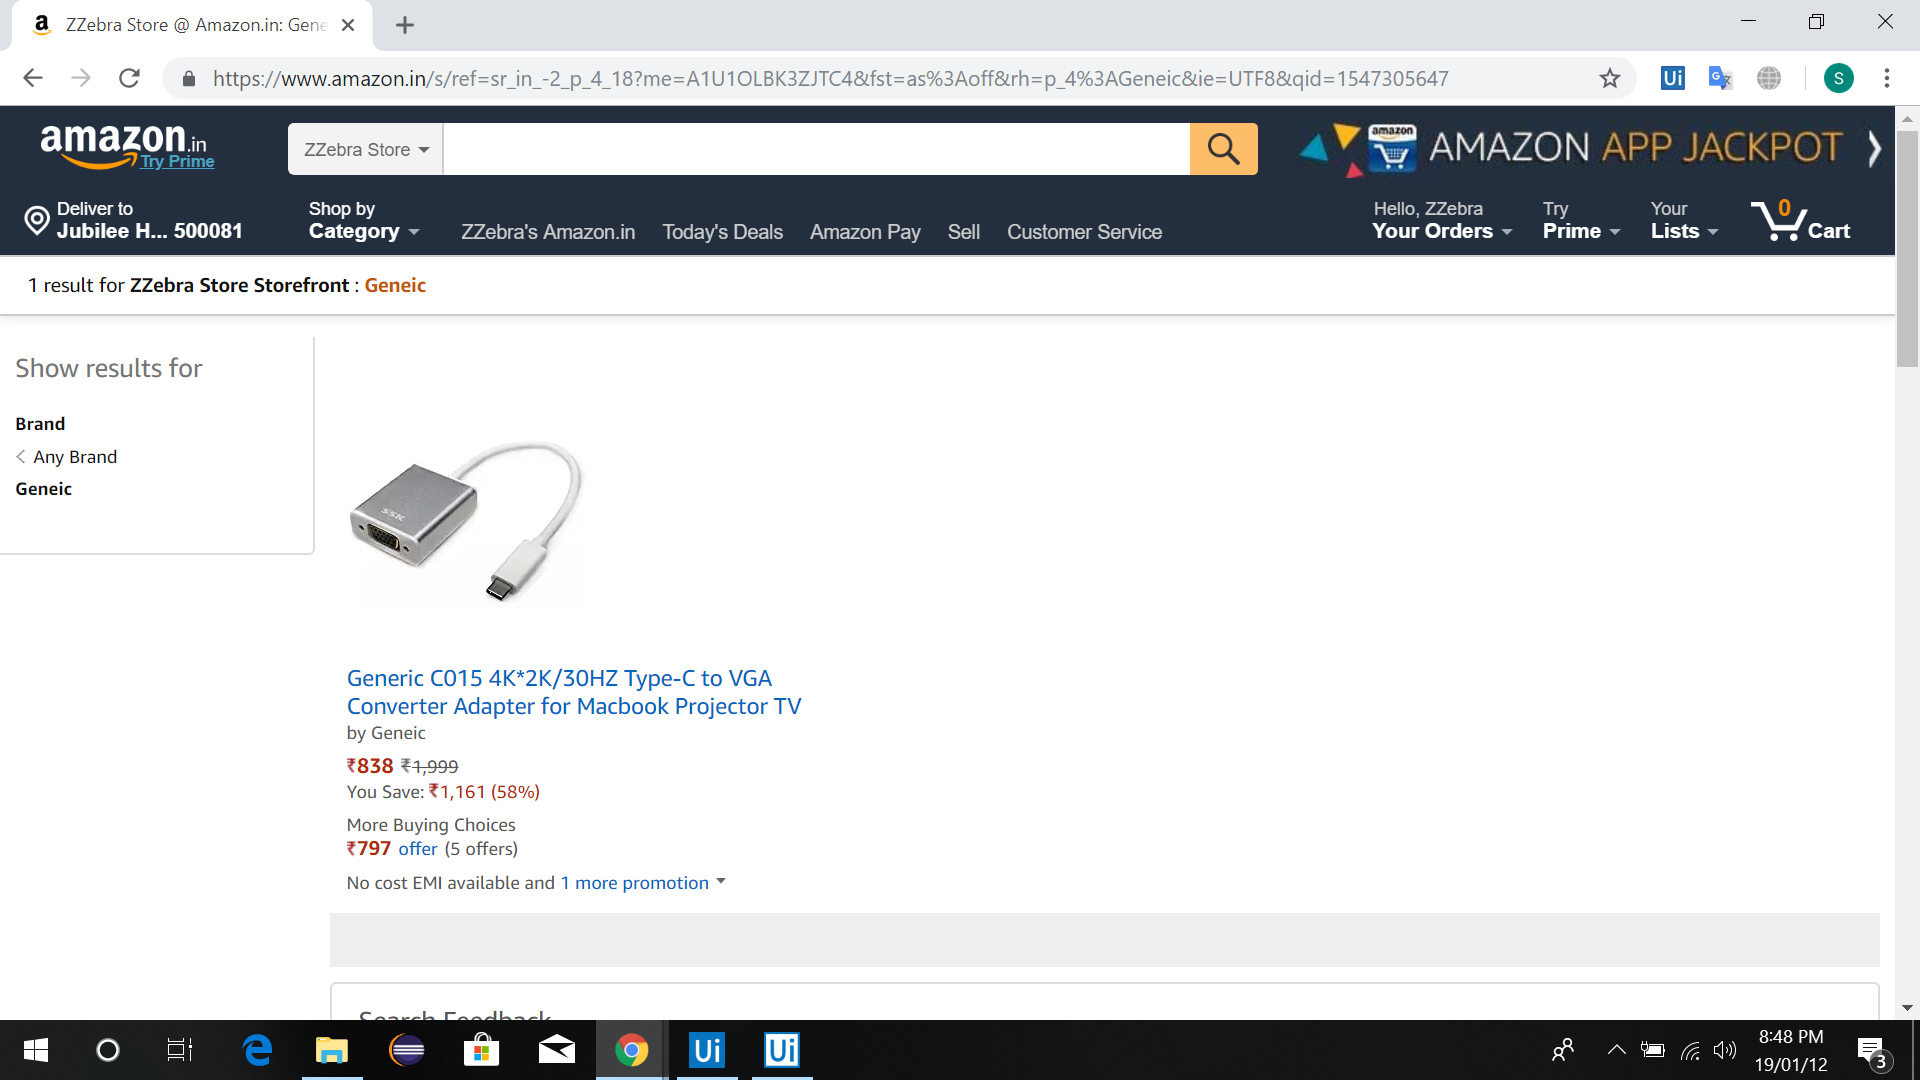 ZZebra Store @ Amazon.in: Gene
https://www.amazon.in/s/ref=sr_in_-2_p_4_18?me=A1U1OLBK3ZJTC4&fst=as%3Aoff&rh=p_4%3AGeneic&ie=UTF8&qid=1547305647
Ui
S
amazon.in
Try Prime
ZZebra Store
amazon
AMAZON APP JACKPOT
Deliver to
Jubilee H... 500081
Shop by
Category
ZZebra's Amazon.in
Today's Deals
Amazon Pay
Sell
Customer Service
Hello, ZZebra
Your Orders
Try
Prime
Your
Lists
0
Cart
1 result for ZZebra Store Storefront : Geneic
Show results for
Brand
Any Brand
Geneic
SSK
Generic C015 4K*2K/30HZ Type-C to VGA
Converter Adapter for Macbook Projector TV
by Geneic
₹838 ₹1,999
You Save: ₹1,161 (58%)
More Buying Choices
₹797 offer (5 offers)
No cost EMI available and 1 more promotion
Search Feedback
Ui
Ui
8:48 PM
19/01/12
3